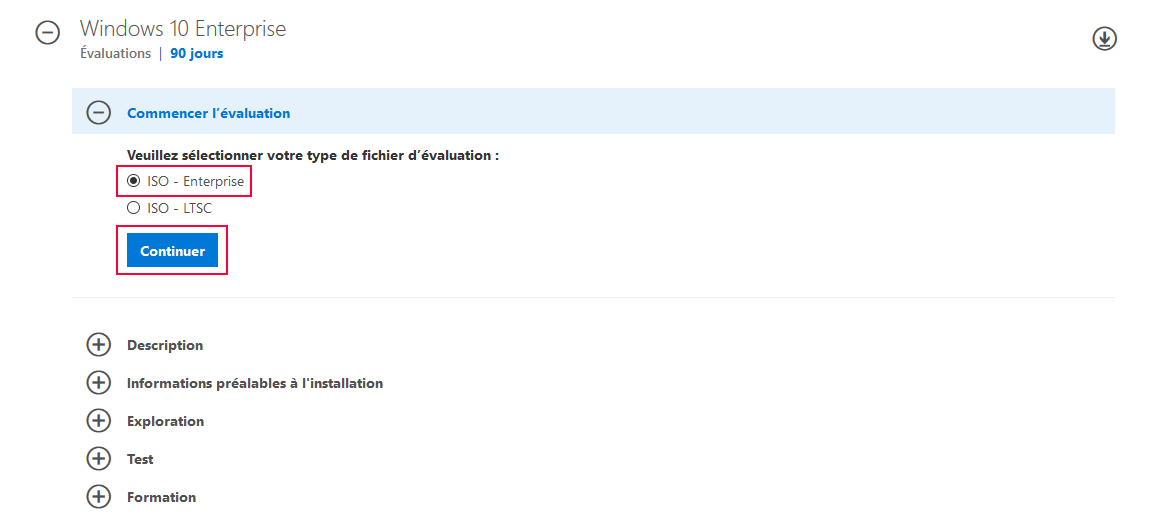 Windows 10 Enterprise
Évaluations | 90 jours
Commencer l’évaluation
Veuillez sélectionner votre type de fichier d’évaluation :
ISO - Enterprise
ISO - LTSC
Continuer
Description
Informations préalables à l'installation
Exploration
Test
Formation